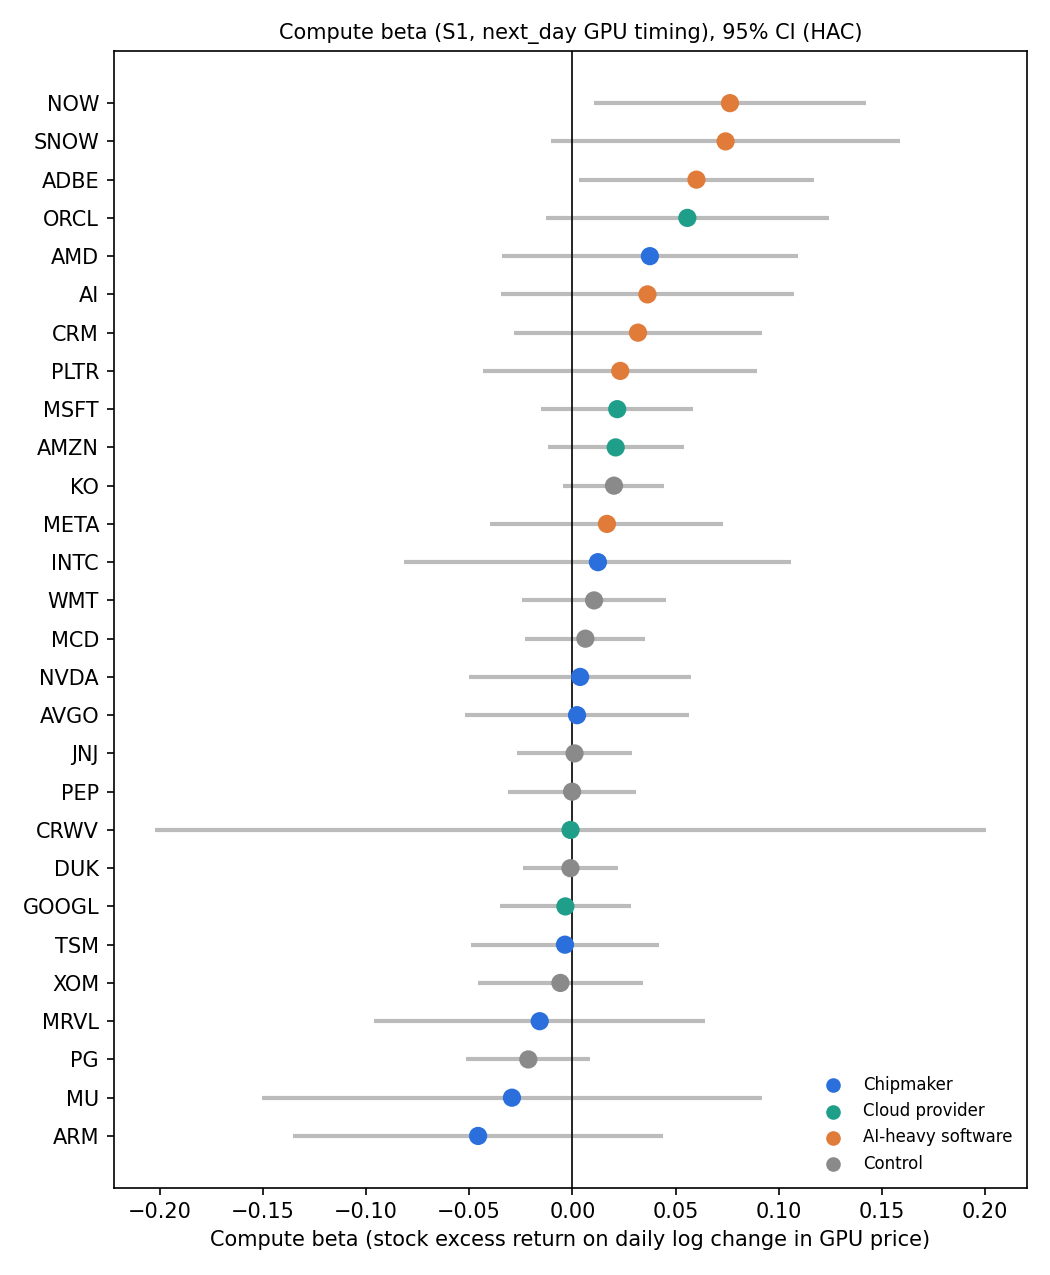 Compute beta (S1, next_day GPU timing), 95% CI (HAC)
NOW
SNOW
ADBE
ORCL
AMD
AI
CRM
PLTR
MSFT
AMZN
KO
META
INTC
WMT
MCD
NVDA
AVGO
JNJ
PEP
CRWV
DUK
GOOGL
TSM
XOM
MRVL
PG
MU
ARM
Chipmaker
Cloud provider
AI-heavy software
Control
−0.20 −0.15 −0.10 −0.05 0.00 0.05 0.10 0.15 0.20
Compute beta (stock excess return on daily log change in GPU price)